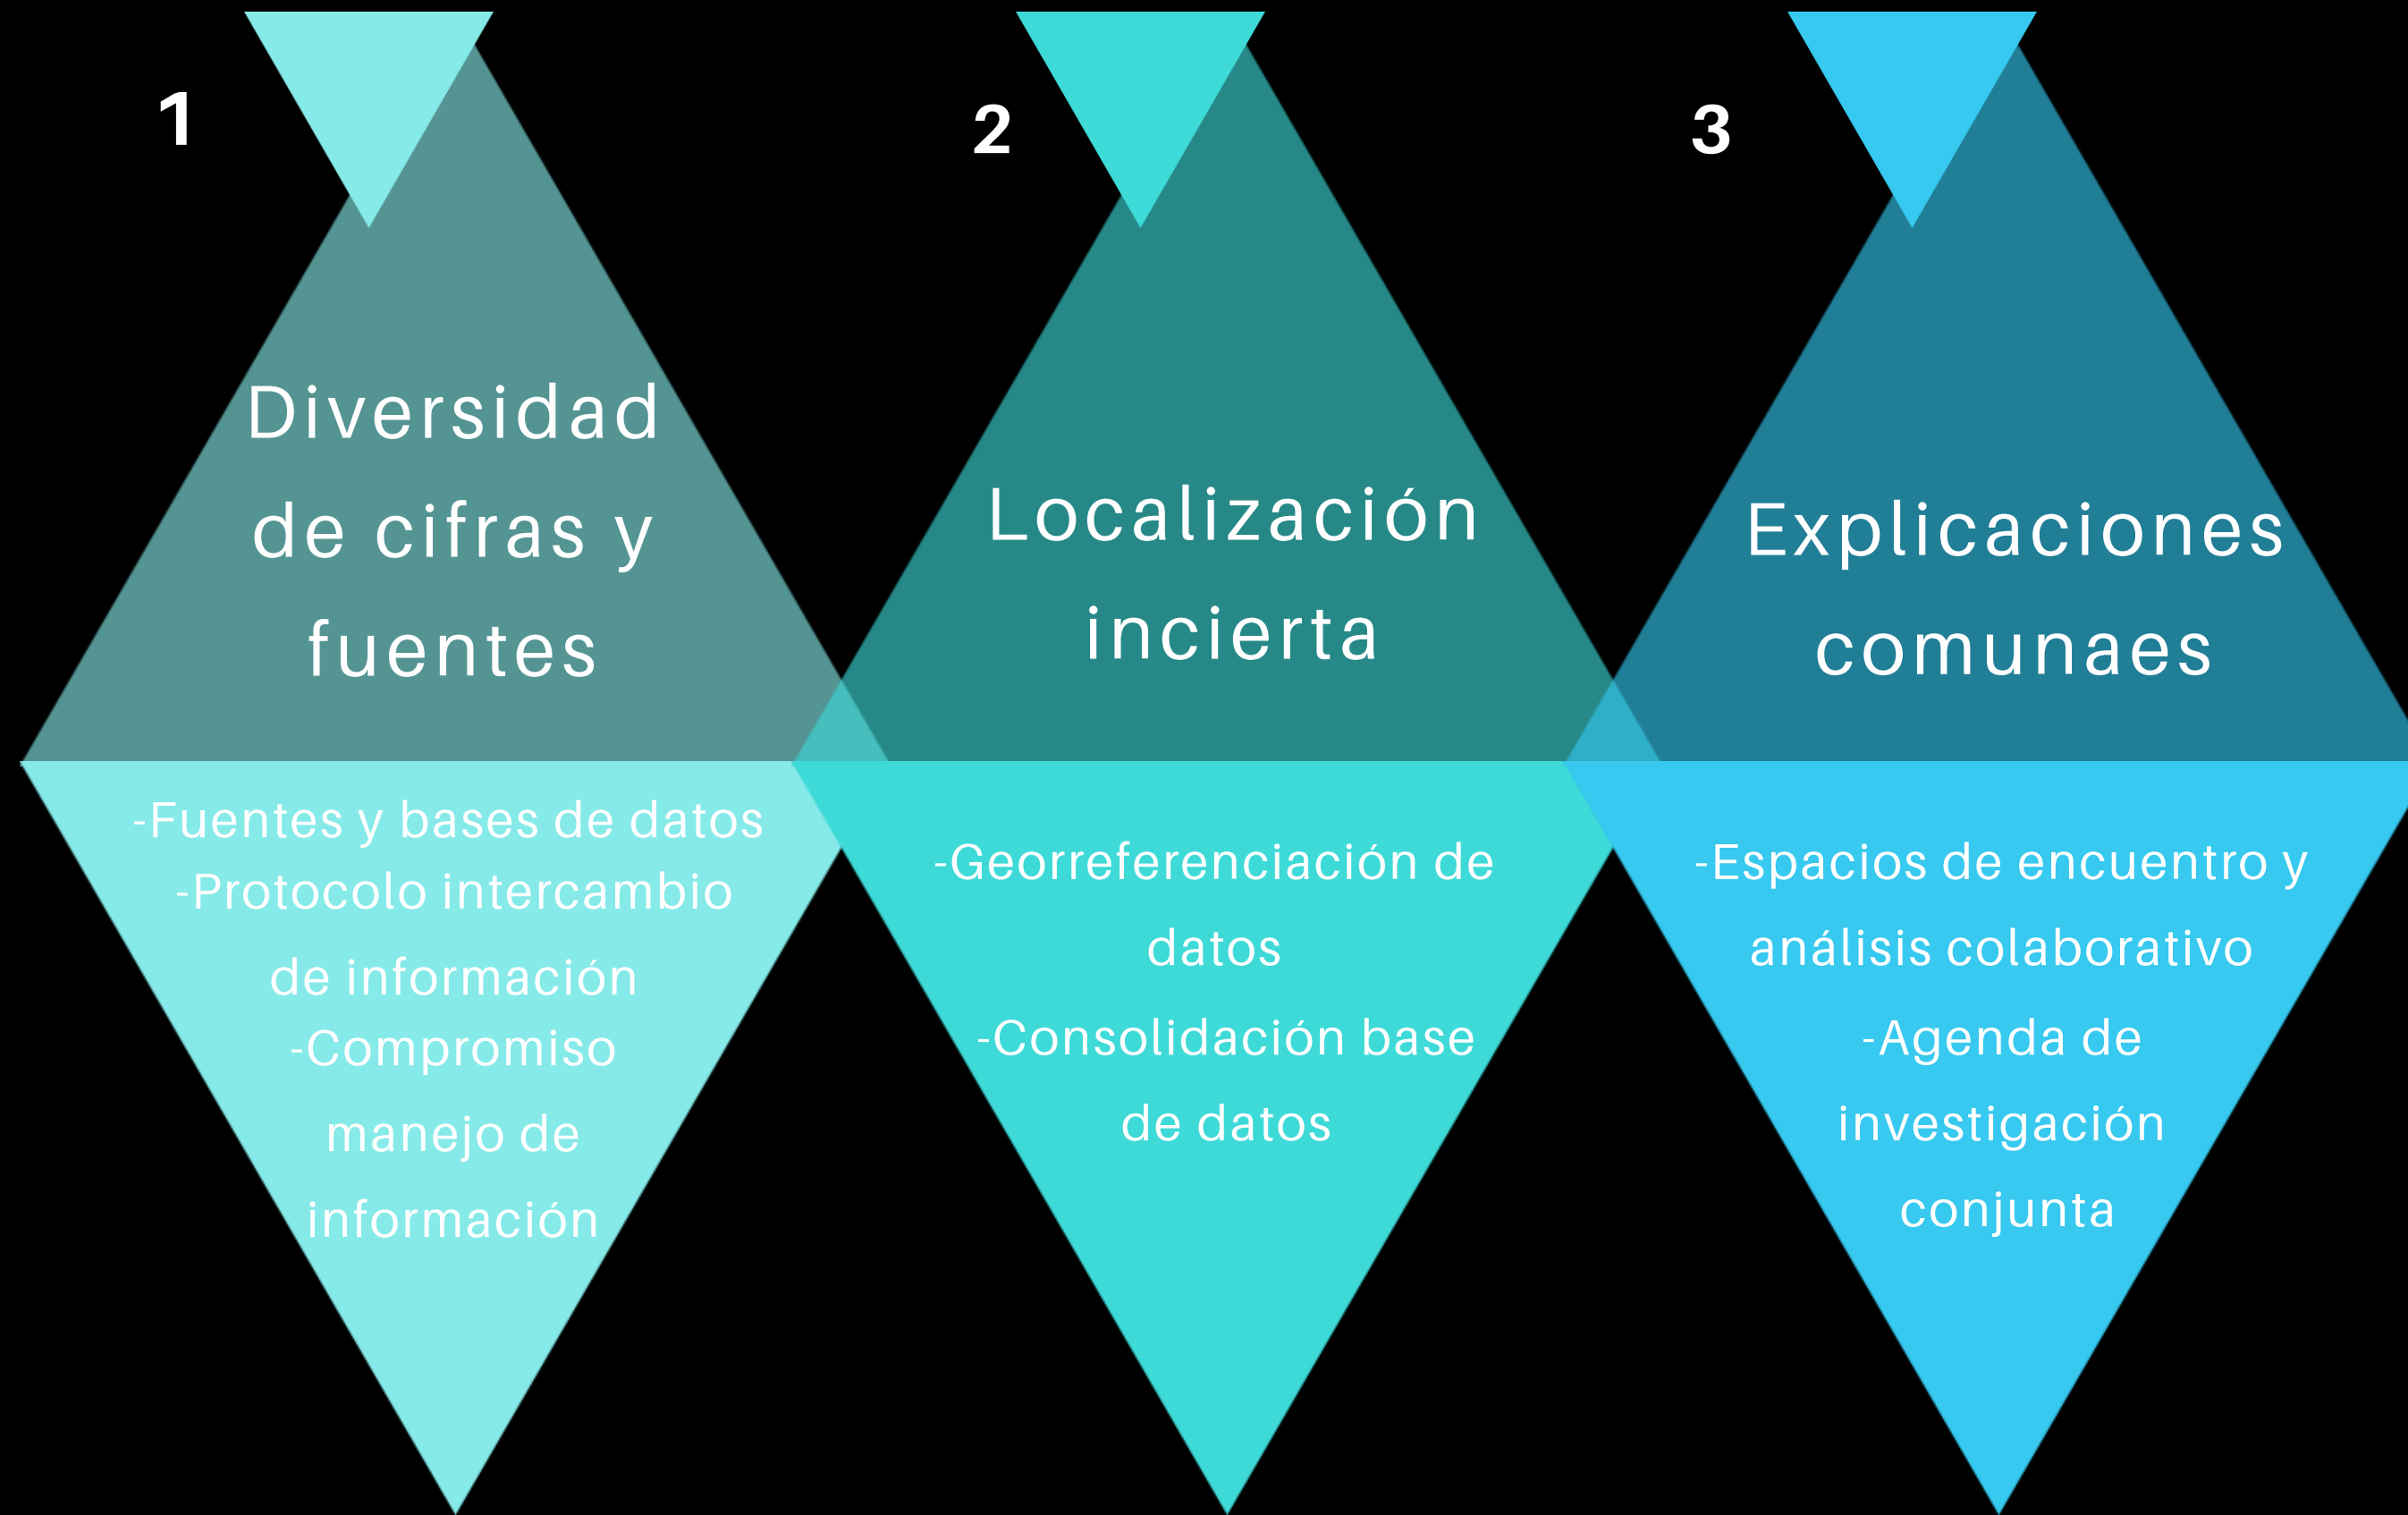 1
Diversidad
de cifras y
fuentes
-Fuentes y bases de datos
-Protocolo intercambio
de información
-Compromiso
manejo de
información
2
Localización
incierta
-Georreferenciación de
datos
-Consolidación base
de datos
3
Explicaciones
comunaes
-Espacios de encuentro y
análisis colaborativo
-Agenda de
investigación
conjunta